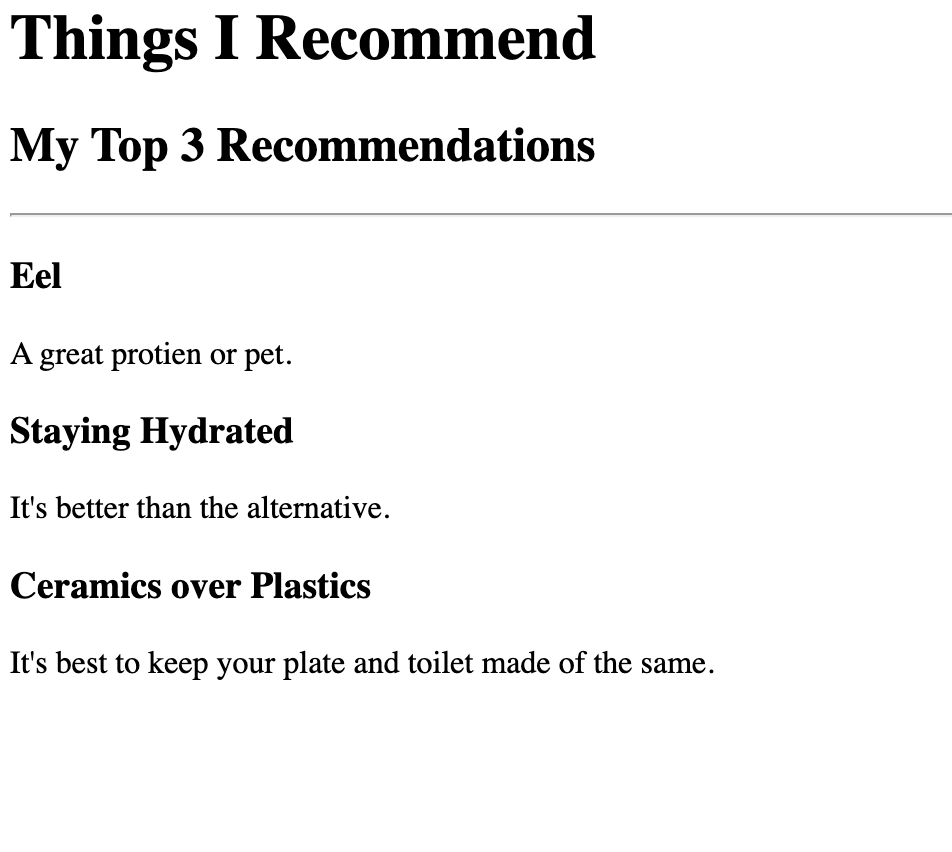 Things I Recommend
My Top 3 Recommendations
Eel
A great protien or pet.
Staying Hydrated
It's better than the alternative.
Ceramics over Plastics
It's best to keep your plate and toilet made of the same.